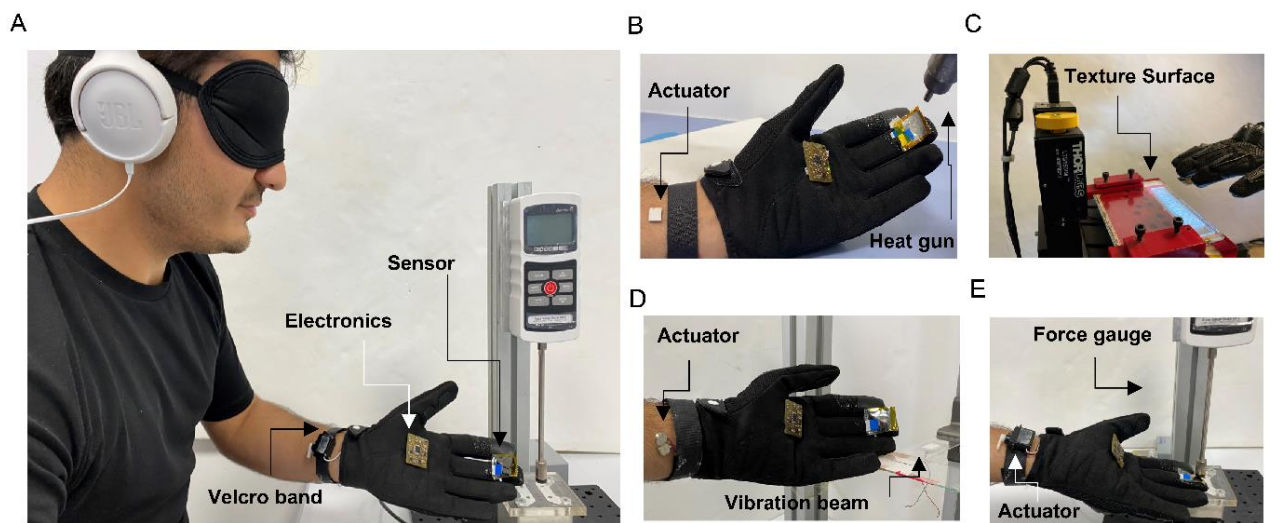 A
JBL
Sensor
Electronics
Velcro band
B
Actuator
Heat gun
C
Texture Surface
THORLABS
D
Actuator
Vibration beam
E
Force gauge
Actuator